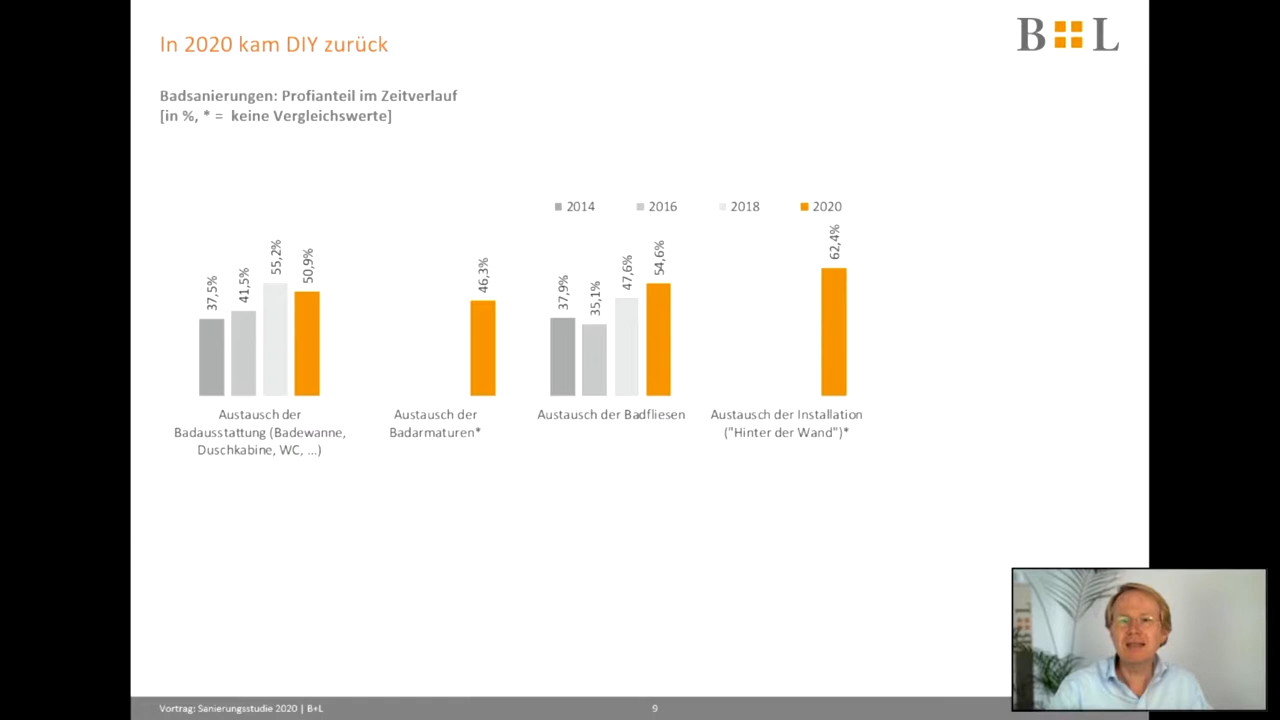 In 2020 kam DIY zurück
B L
Badsanierungen: Profianteil im Zeitverlauf
[in %, * = keine Vergleichswerte]
2014 2016 2018 2020
37,5% 41,5% 55,2% 50,9% 46,3% 37,9% 35,1% 47,6% 54,6% 62,4%
Austausch der
Badausstattung (Badewanne,
Duschkabine, WC, ...)
Austausch der
Badarmaturen*
Austausch der Badfliesen
Austausch der Installation
("Hinter der Wand")*
Vortrag: Sanierungsstudie 2020 | B+L
9